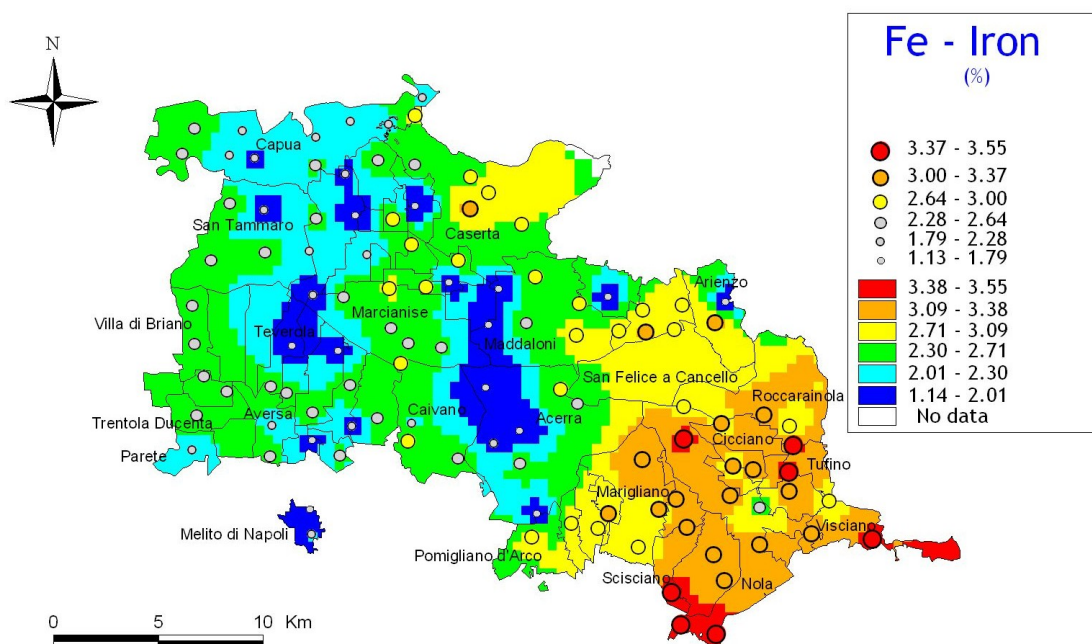 Fe - Iron
(%)
3.37 - 3.55
3.00 - 3.37
2.64 - 3.00
2.28 - 2.64
1.79 - 2.28
1.13 - 1.79
3.38 - 3.55
3.09 - 3.38
2.71 - 3.09
2.30 - 2.71
2.01 - 2.30
1.14 - 2.01
No data
N
Capua
San Tammaro
Caserta
Arienzo
Villa di Briano
Teverola
Marcianise
Maddaloni
San Felice a Cancello
Roccarainola
Trentola Ducenta
Aversa
Caivano
Acerra
Cicciano
Parete
Tufino
Marigliano
Melito di Napoli
Visciano
Pomigliano d'Arco
Scisciano
Nola
0 5 10 Km